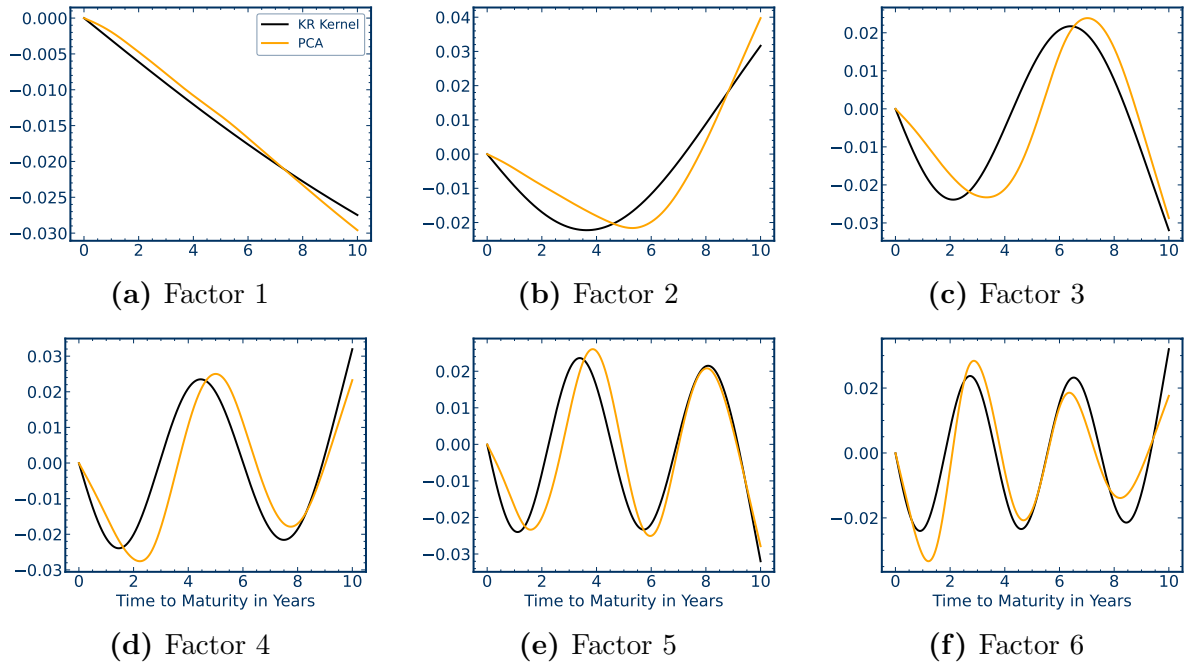 0.000
−0.005
−0.010
−0.015
−0.020
−0.025
−0.030
0 2 4 6 8 10
KR Kernel
PCA
(a) Factor 1
0.04
0.03
0.02
0.01
0.00
−0.01
−0.02
0 2 4 6 8 10
(b) Factor 2
0.02
0.01
0.00
−0.01
−0.02
−0.03
0 2 4 6 8 10
(c) Factor 3
0.03
0.02
0.01
0.00
−0.01
−0.02
−0.03
0 2 4 6 8 10
Time to Maturity in Years
(d) Factor 4
0.03
0.02
0.01
0.00
−0.01
−0.02
−0.03
0 2 4 6 8 10
Time to Maturity in Years
(e) Factor 5
0.02
0.00
−0.02
0 2 4 6 8 10
Time to Maturity in Years
(f) Factor 6